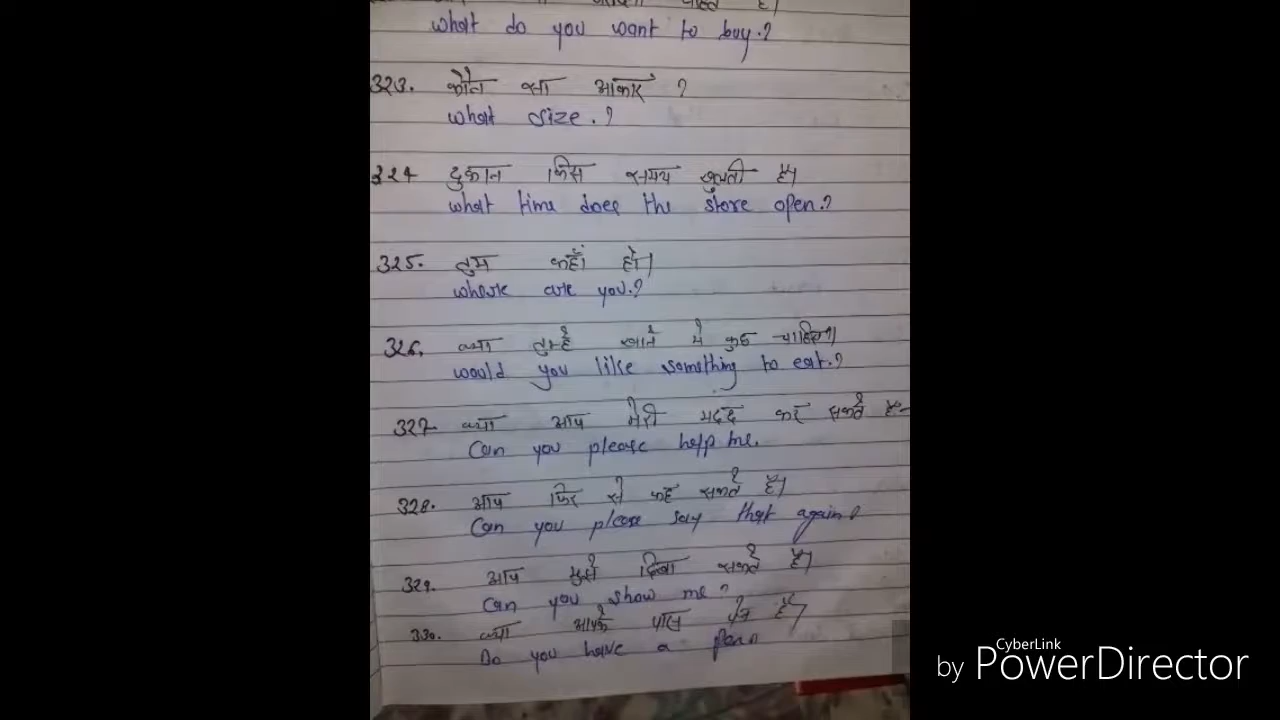 चाहते है।
what do you want to buy.?
323. कौन सा आकार ?
what size.?
324 दुकान किस समय खुलती है।
what time does the store open.?
325. तुम कहाँ हो।
where are you.?
326. क्या तुम्हे खाने मे कुछ चाहिए।
would you like something to eat.?
327 क्या आप मेरी मदद कर सकते है-
Can you please help me.
328. आप फिर से कह सकते है।
Can you please say that again?
329. आप मुझे दिखा सकते है।
Can you show me?
330. क्या आपके पास पेन है।
Do you have a pen
CyberLink
by PowerDirector